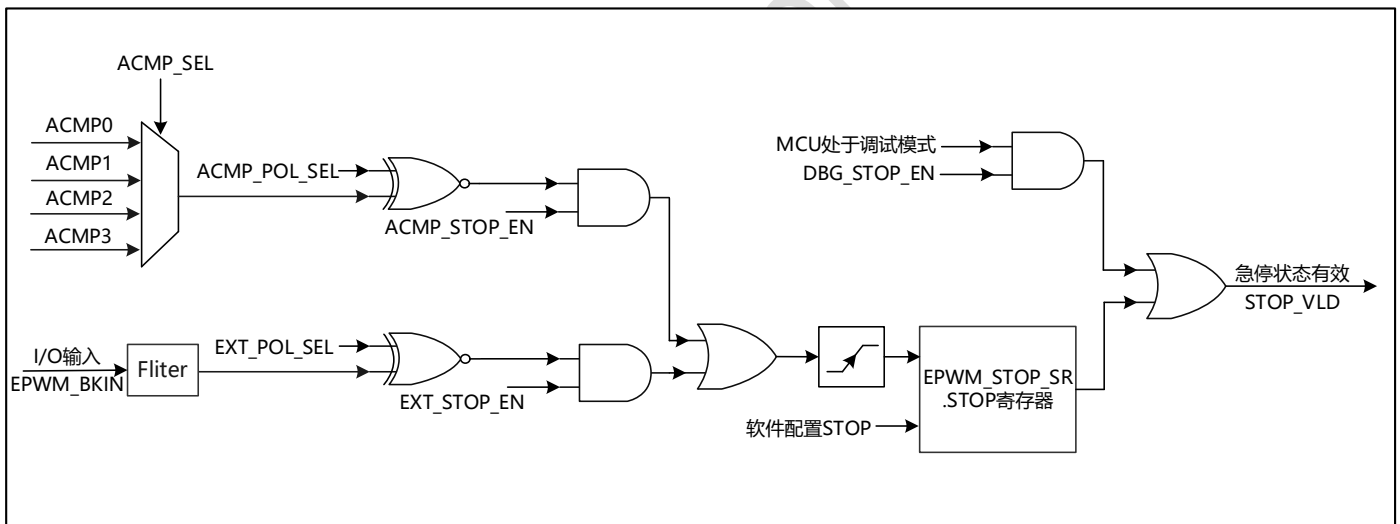 ACMP_SEL
ACMP0
ACMP1
ACMP2
ACMP3
ACMP_POL_SEL
ACMP_STOP_EN
MCU处于调试模式
DBG_STOP_EN
急停状态有效
STOP_VLD
I/O输入
EPWM_BKIN
Fliter
EXT_POL_SEL
EXT_STOP_EN
EPWM_STOP_SR
.STOP寄存器
软件配置STOP